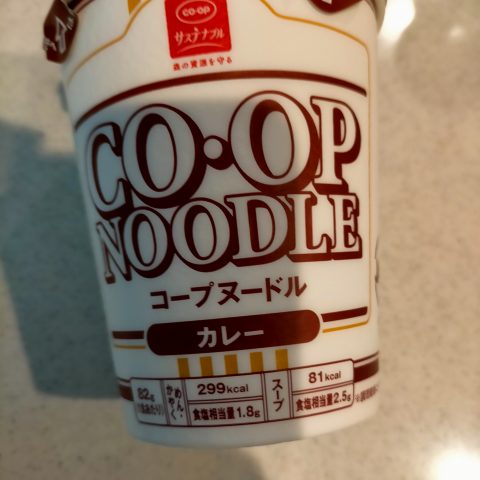 co·op
サステナブル
森の資源を守る
CO·OP
NOODLE
コープヌードル
カレー
82g
めん・かやく
299kcal
食塩相当量1.8g
スープ
81kcal
食塩相当量2.5g